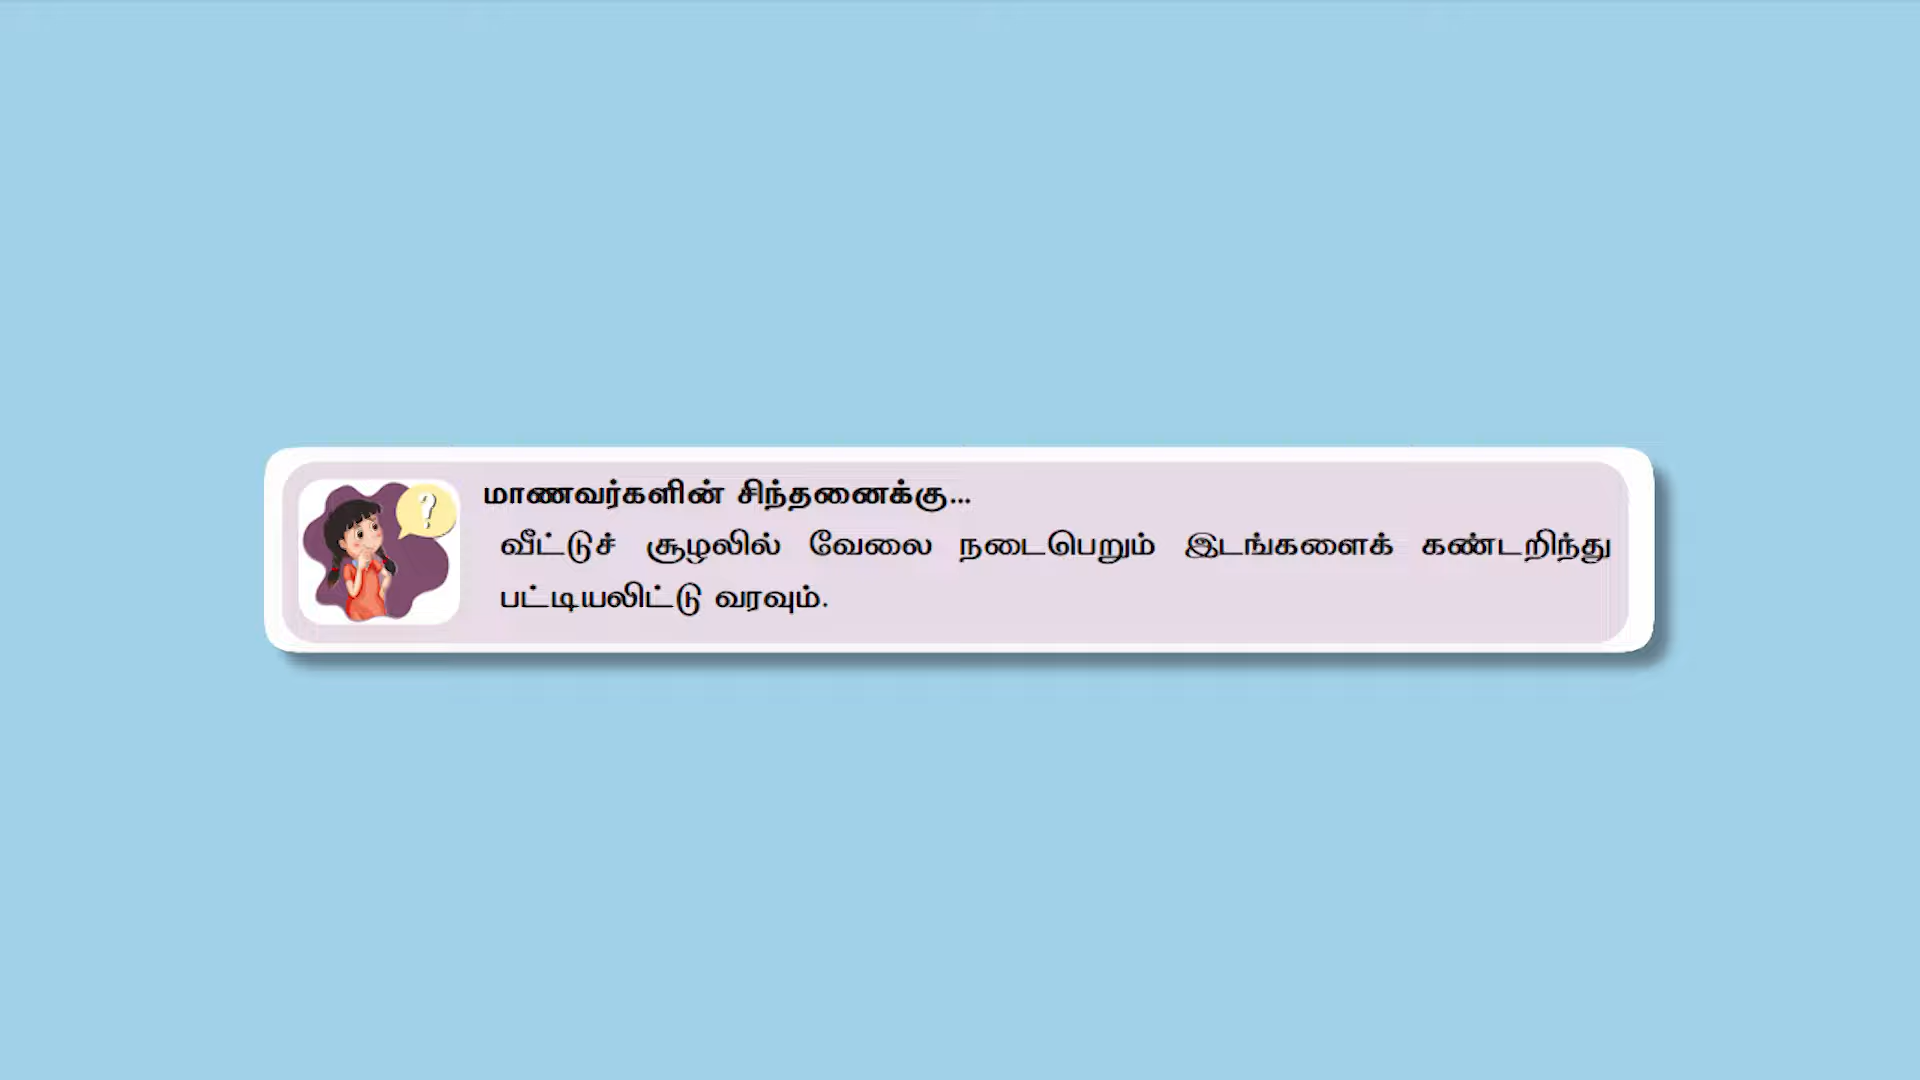 ?
மாணவர்களின் சிந்தனைக்கு...
வீட்டுச் சூழலில் வேலை நடைபெறும் இடங்களைக் கண்டறிந்து
பட்டியலிட்டு வரவும்.